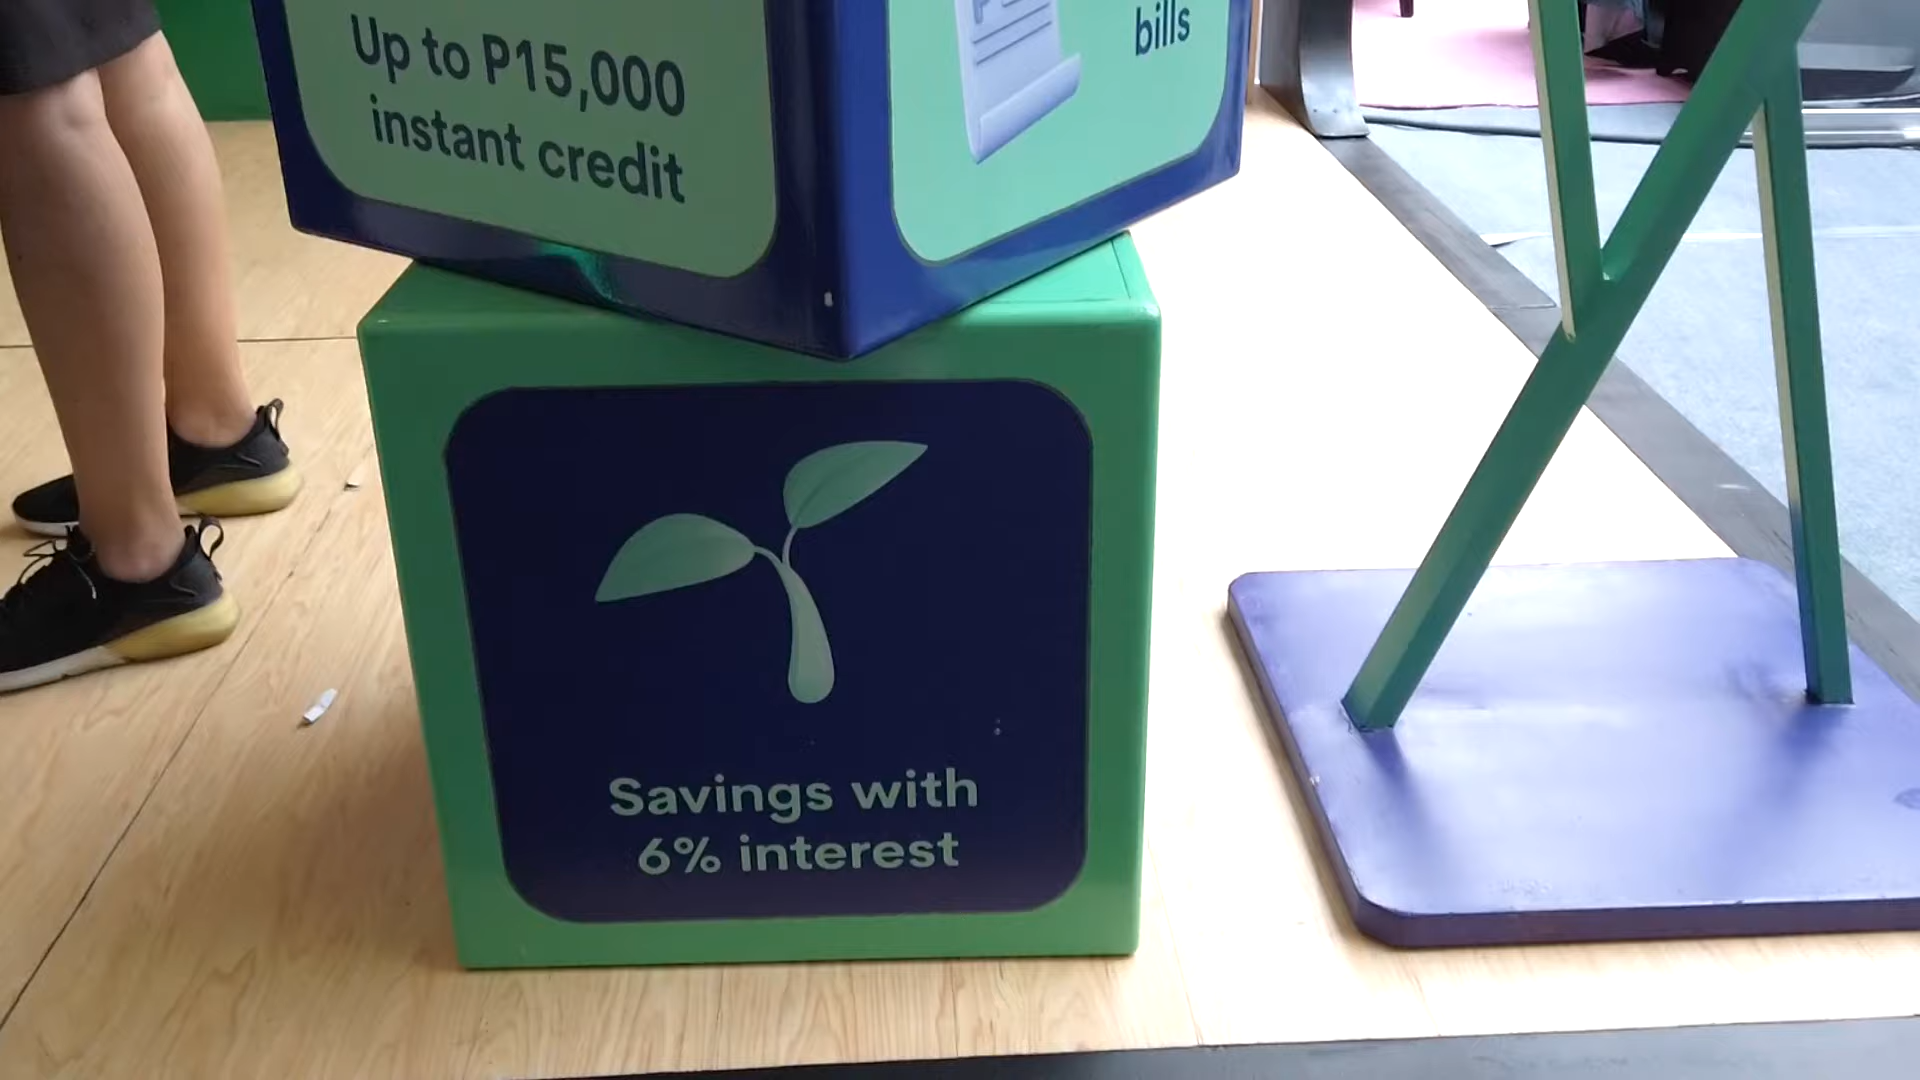 Up to P15,000
instant credit
bills
Savings with
6% interest